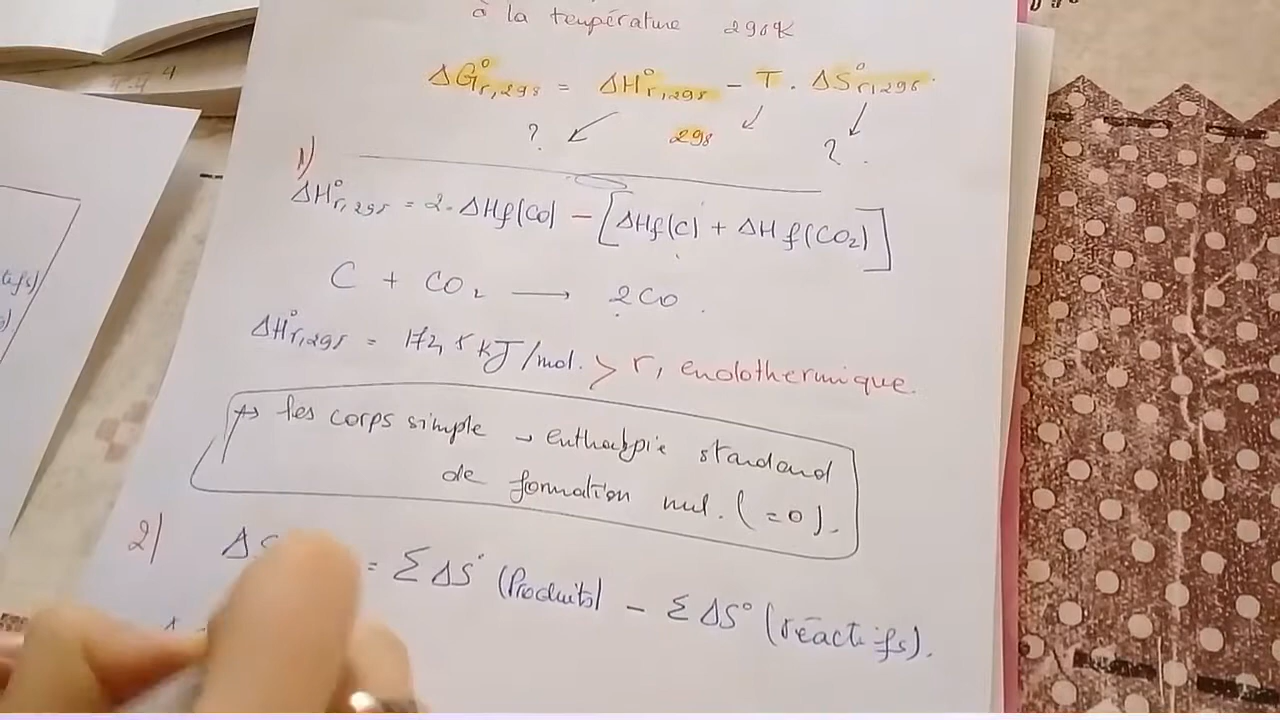 à la température 298K
ΔG°r,298 = ΔH°r,298 - T . ΔS°r,298.
? 298 ?.
1)
ΔH°r,298 = 2. ΔHf(CO) - [ΔHf(C) + ΔHf(CO₂)]
C + CO₂ → 2CO.
ΔH°r,298 = 172,5 kJ/mol. > r, endothermique.
→ les corps simple → enthalpie standard
de formation nul. (=0).
2) ΔS = Σ ΔS° (Produits) - Σ ΔS° (réactifs).